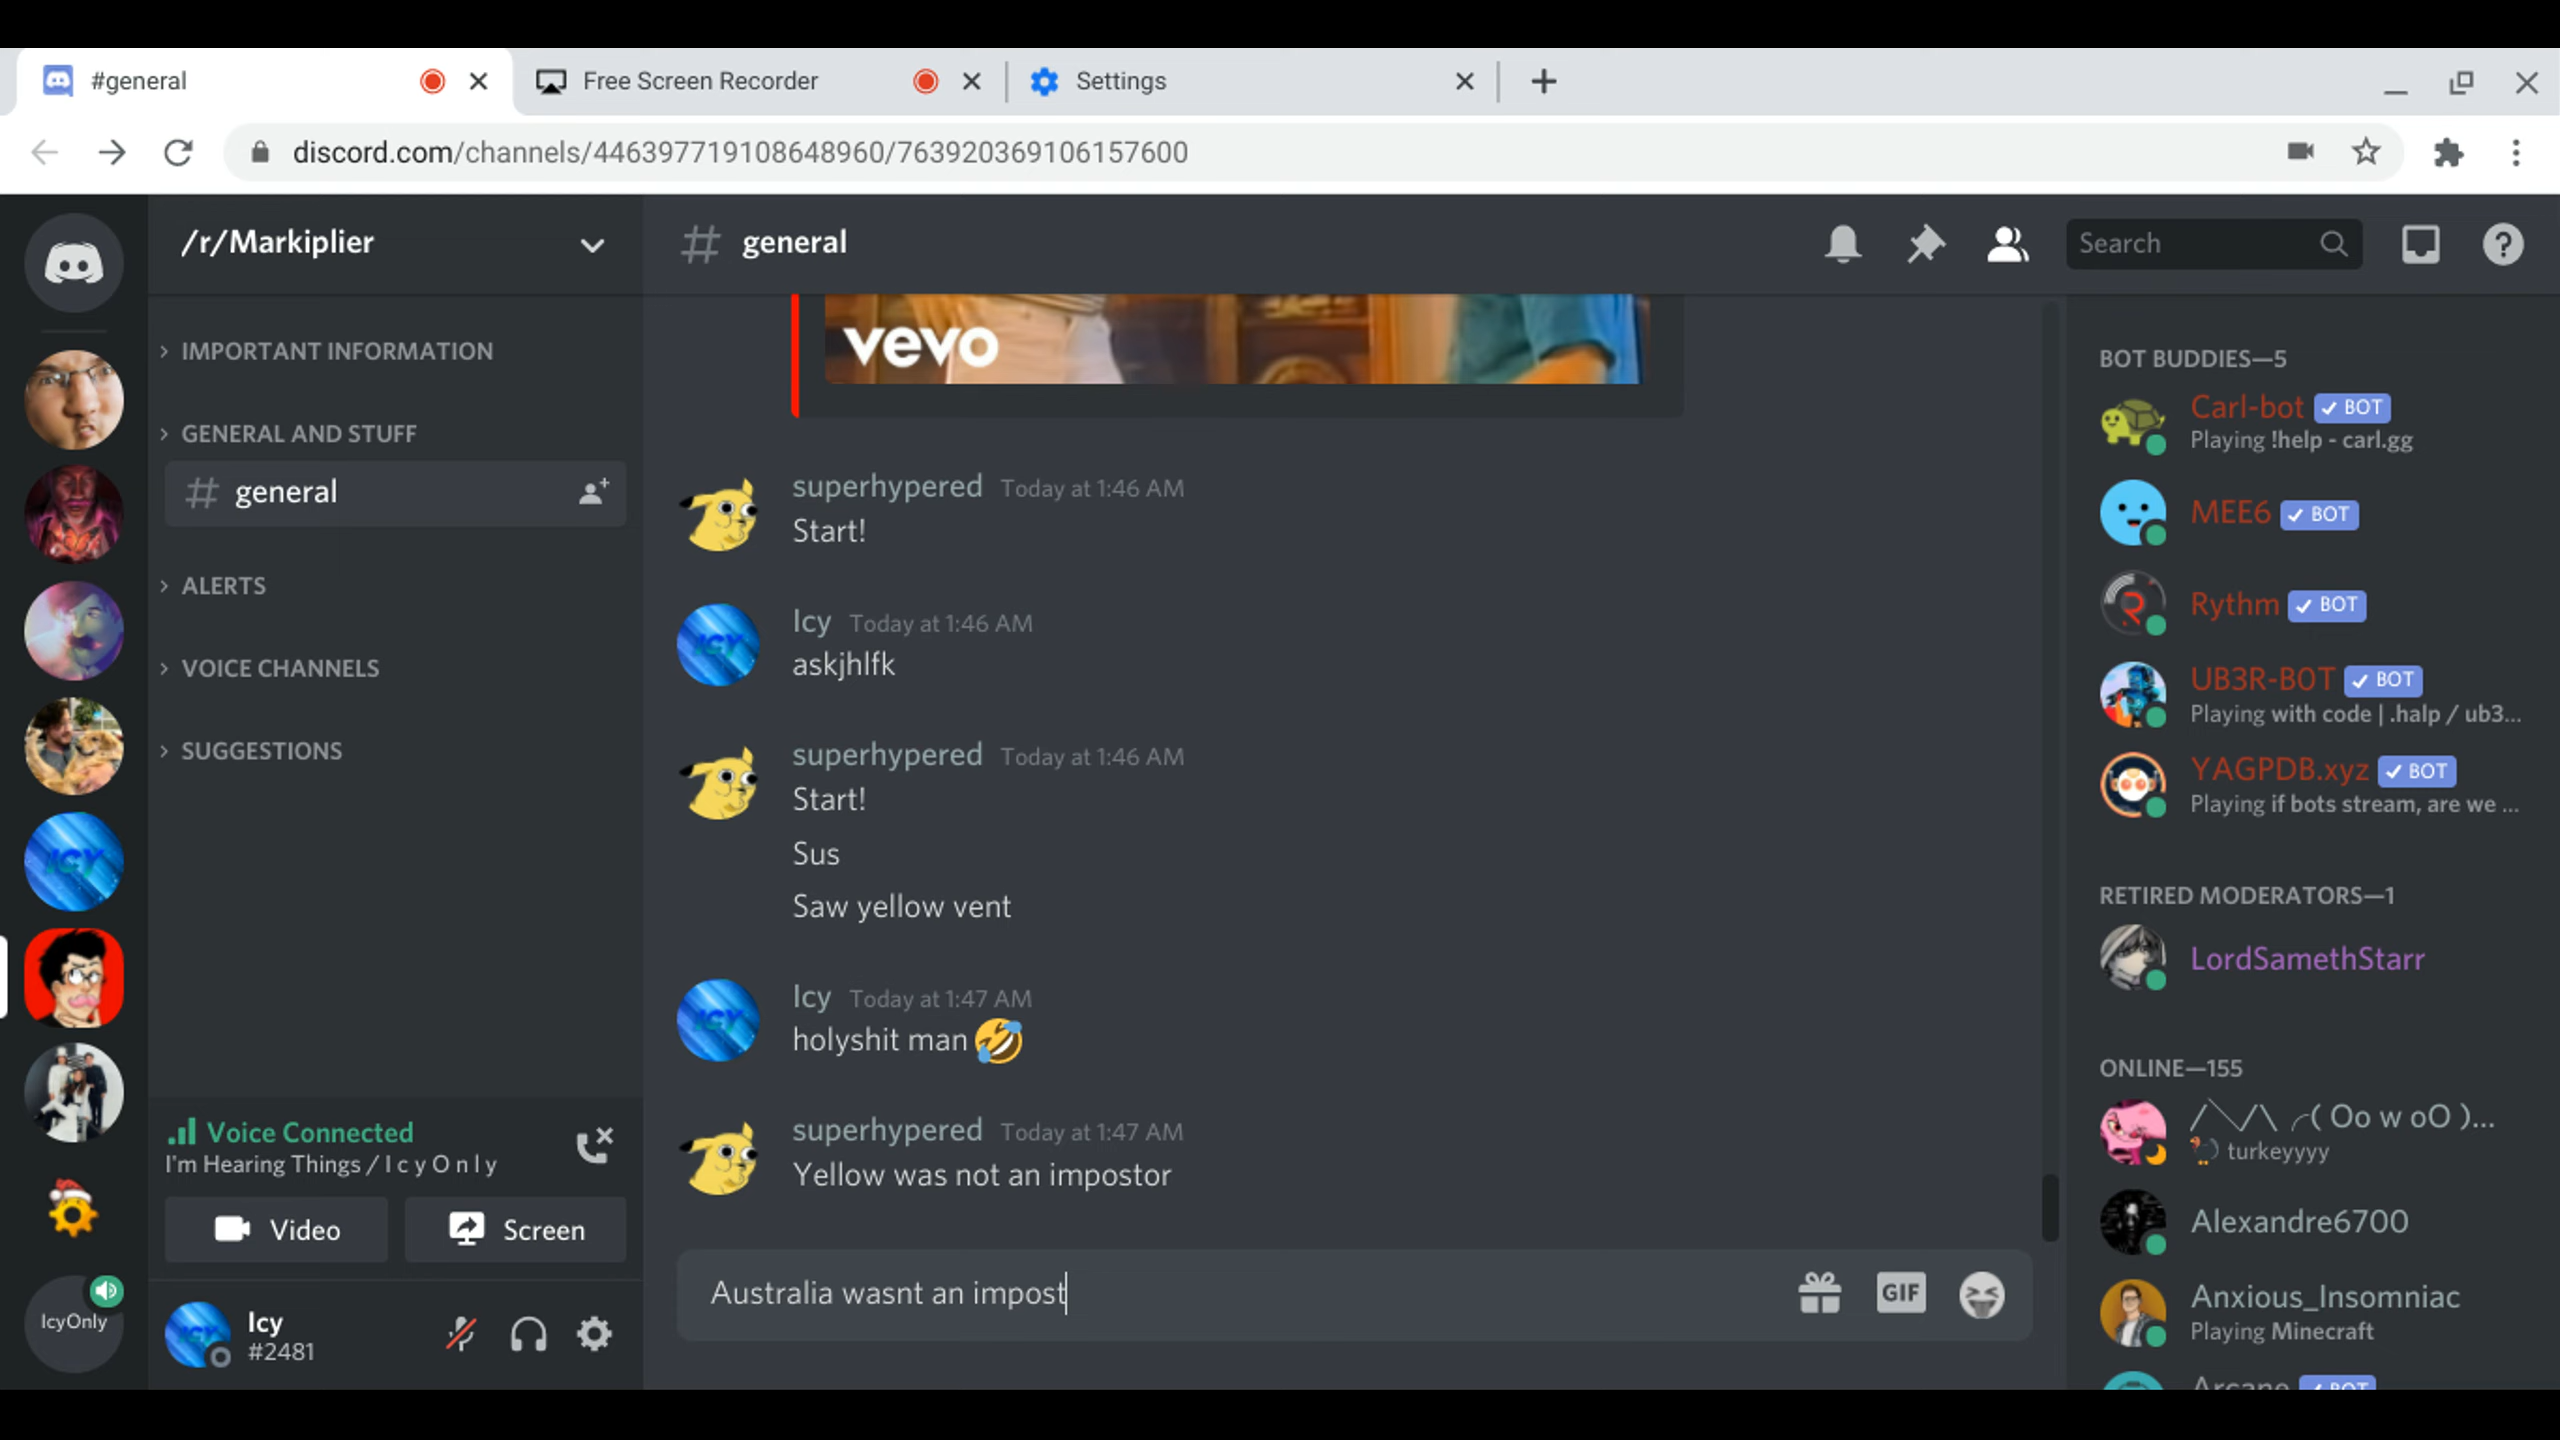 #general
Free Screen Recorder
Settings
discord.com/channels/446397719108648960/763920369106157600
/r/Markiplier
general
Search
IMPORTANT INFORMATION
GENERAL AND STUFF
general
ALERTS
VOICE CHANNELS
SUGGESTIONS
Voice Connected
I'm Hearing Things / I c y O n l y
Video
Screen
IcyOnly
Icy
#2481
vevo
superhypered Today at 1:46 AM
Start!
Icy Today at 1:46 AM
askjhlfk
superhypered Today at 1:46 AM
Start!
Sus
Saw yellow vent
Icy Today at 1:47 AM
holyshit man 🤣
superhypered Today at 1:47 AM
Yellow was not an impostor
Australia wasnt an impost
GIF
BOT BUDDIES—5
Carl-bot ✓ BOT
Playing !help - carl.gg
MEE6 ✓ BOT
Rythm ✓ BOT
UB3R-B0T ✓ BOT
Playing with code | .halp / ub3...
YAGPDB.xyz ✓ BOT
Playing if bots stream, are we ...
RETIRED MODERATORS—1
LordSamethStarr
ONLINE—155
( Oo w oO )...
turkeyyyy
Alexandre6700
Anxious_Insomniac
Playing Minecraft
Arcane ✓ BOT